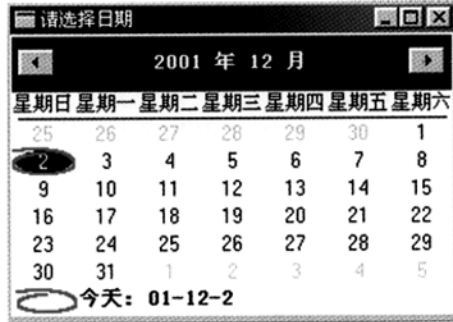 请选择日期
2001 年 12 月
星期日 星期一 星期二 星期三 星期四 星期五 星期六
25 26 27 28 29 30 1
2 3 4 5 6 7 8
9 10 11 12 13 14 15
16 17 18 19 20 21 22
23 24 25 26 27 28 29
30 31 1 2 3 4 5
今天: 01-12-2